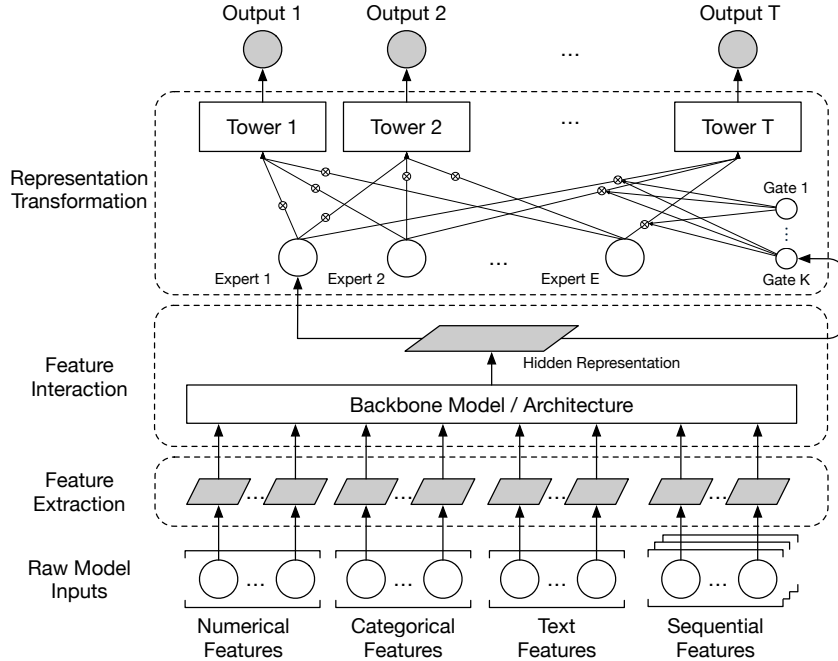 Output 1
Output 2
...
Output T
Tower 1
Tower 2
...
Tower T
Representation
Transformation
Gate 1
...
Gate K
Expert 1
Expert 2
...
Expert E
Hidden Representation
Feature
Interaction
Backbone Model / Architecture
Feature
Extraction
... ... ... ...
Raw Model
Inputs
... ... ... ...
Numerical
Features
Categorical
Features
Text
Features
Sequential
Features